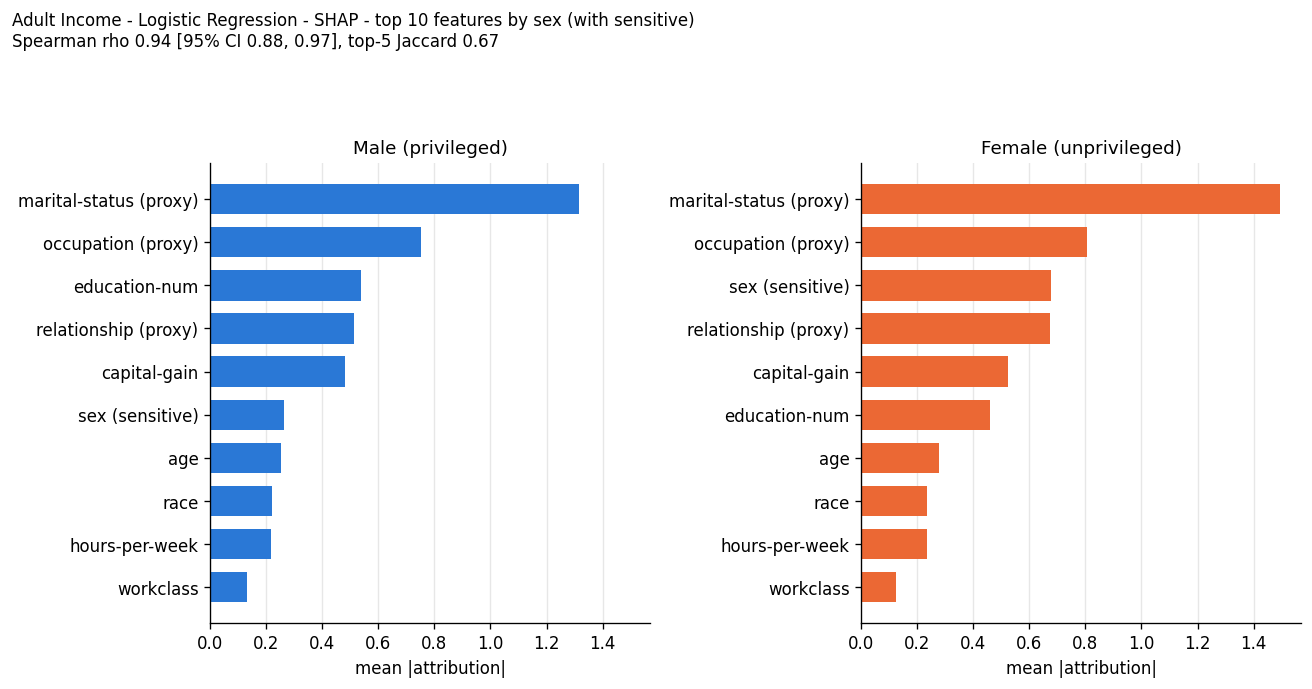 Adult Income - Logistic Regression - SHAP - top 10 features by sex (with sensitive)
Spearman rho 0.94 [95% CI 0.88, 0.97], top-5 Jaccard 0.67
Male (privileged)
marital-status (proxy)
occupation (proxy)
education-num
relationship (proxy)
capital-gain
sex (sensitive)
age
race
hours-per-week
workclass
0.0 0.2 0.4 0.6 0.8 1.0 1.2 1.4
mean |attribution|
Female (unprivileged)
marital-status (proxy)
occupation (proxy)
sex (sensitive)
relationship (proxy)
capital-gain
education-num
age
race
hours-per-week
workclass
0.0 0.2 0.4 0.6 0.8 1.0 1.2 1.4
mean |attribution|